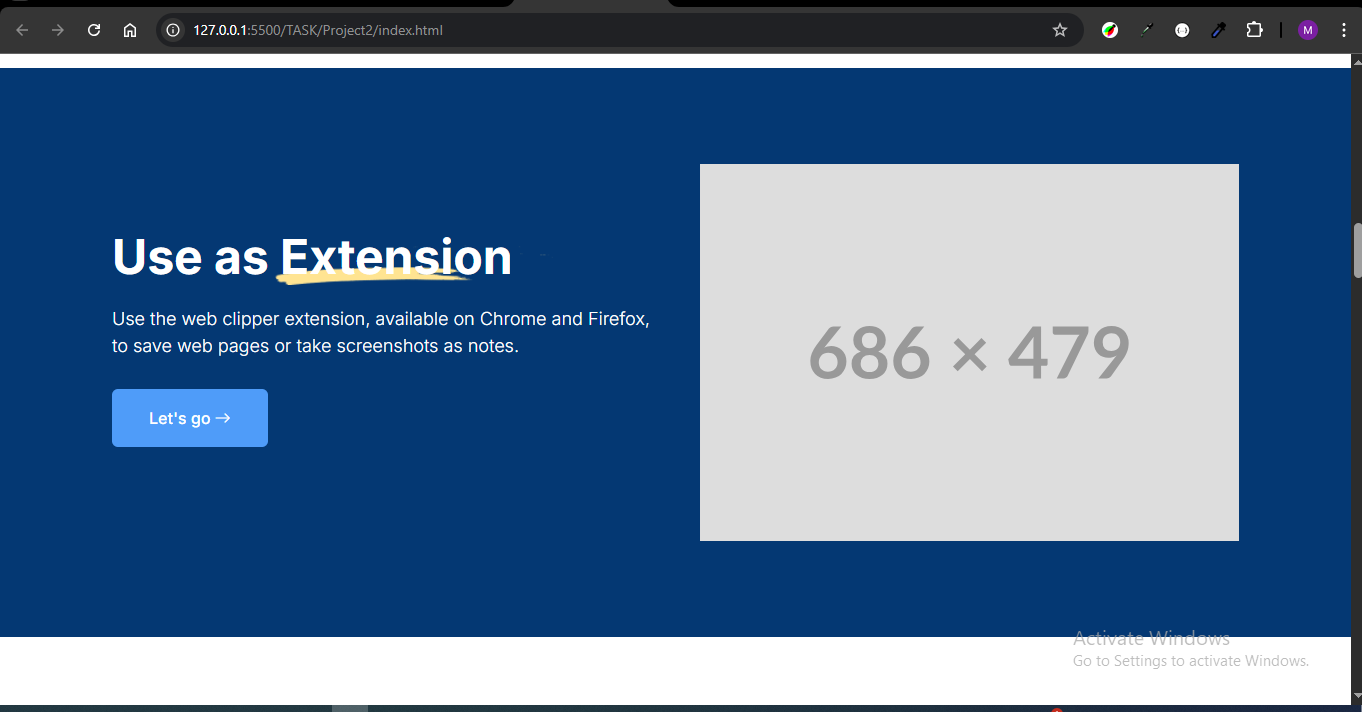 127.0.0.1:5500/TASK/Project2/index.html
M
Use as Extension
Use the web clipper extension, available on Chrome and Firefox,
to save web pages or take screenshots as notes.
Let's go →
686 × 479
Activate Windows
Go to Settings to activate Windows.